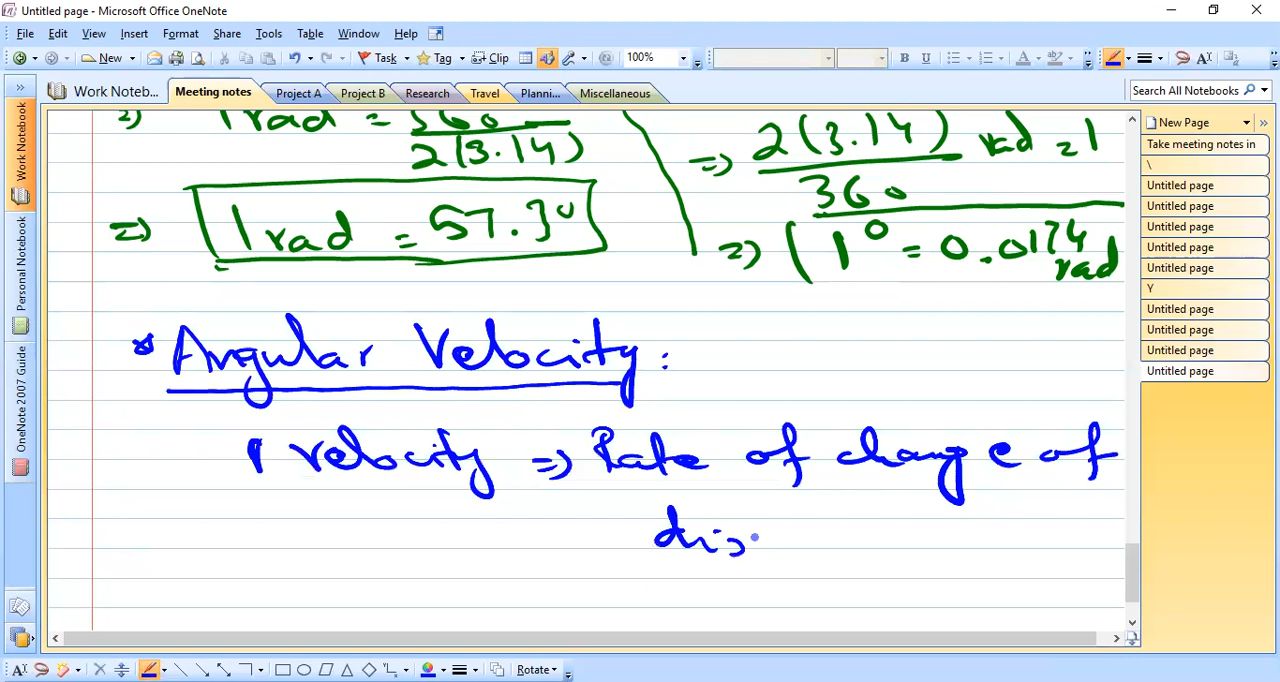 Untitled page - Microsoft Office OneNote
File Edit View Insert Format Share Tools Table Window Help
New Task Tag Clip 100% B U A
Work Noteb... Meeting notes Project A Project B Research Travel Planni... Miscellaneous
Search All Notebooks
Work Notebook
Personal Notebook
OneNote 2007 Guide
New Page
Take meeting notes in
\
Untitled page
Untitled page
Untitled page
Untitled page
Untitled page
Y
Untitled page
Untitled page
Untitled page
Untitled page
=> 1 rad = 360
2(3.14)
=> 1 rad = 57.3°
=> 2(3.14) rad = 1
360
=> 1° = 0.0174
rad
* Angular Velocity:
velocity => Rate of change of
dis
Rotate